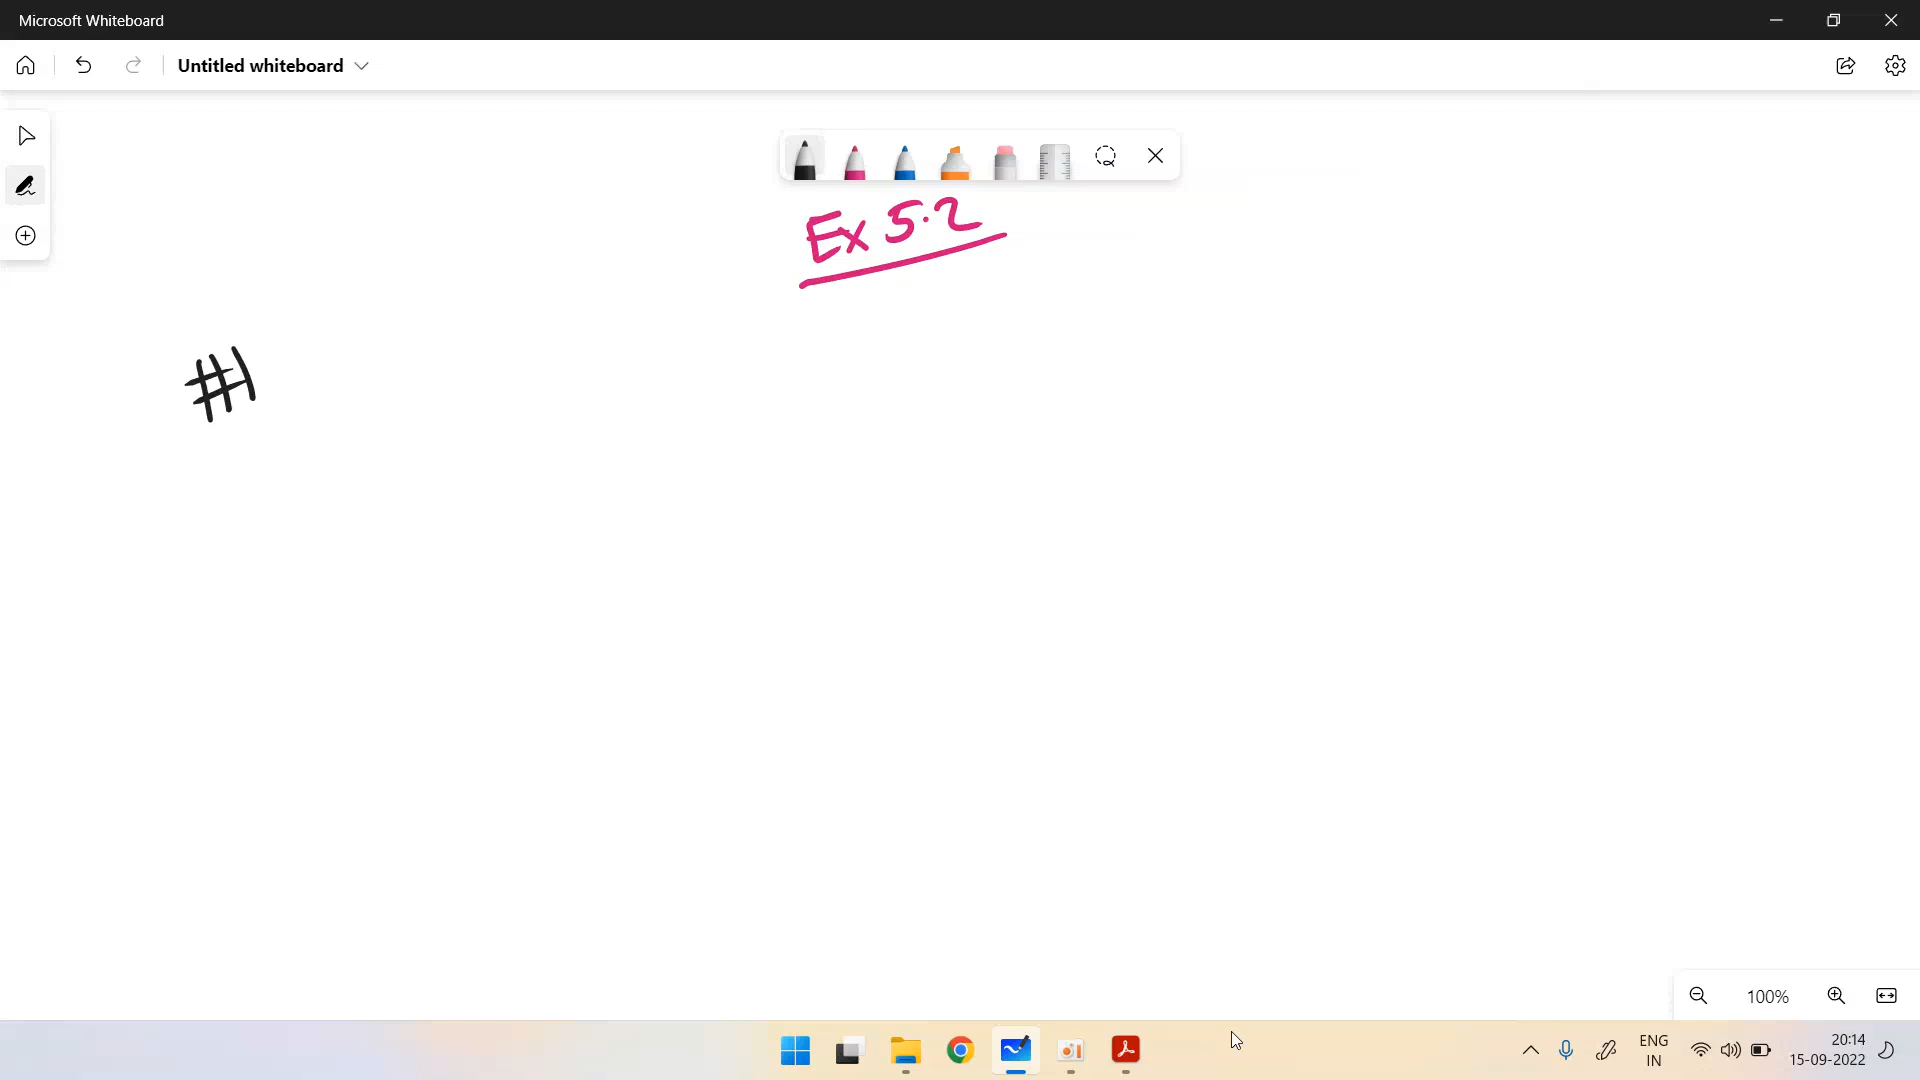 Microsoft Whiteboard
Untitled whiteboard
Ex 5.2
#1
100%
ENG
IN
20:14
15-09-2022